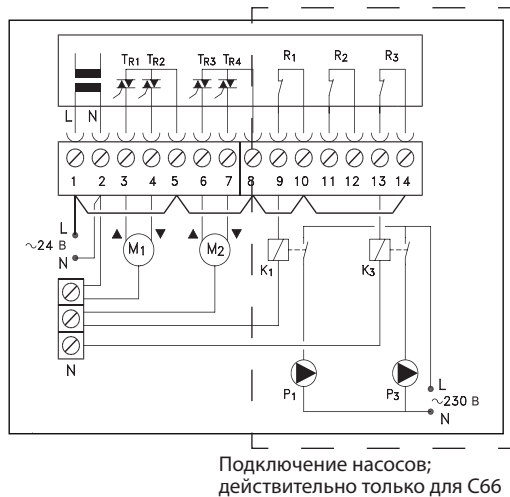 TR1 TR2 TR3 TR4 R1 R2 R3
L N
1 2 3 4 5 6 7 8 9 10 11 12 13 14
L
~24 В
N
M1 M2 K1 K3
N
P1 P3
L
~230 В
N
Подключение насосов;
действительно только для С66